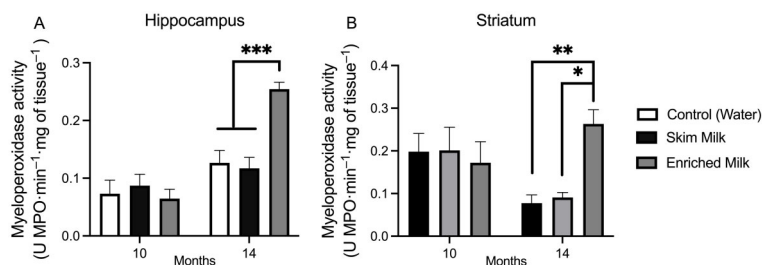 A
Hippocampus
Myeloperoxidase activity
(U MPO·min⁻¹·mg of tissue⁻¹)
0.3
0.2
0.1
0.0
***
10
14
Months
B
Striatum
Myeloperoxidase activity
(U MPO·min⁻¹·mg of tissue⁻¹)
0.4
0.3
0.2
0.1
0.0
**
*
10
14
Months
Control (Water)
Skim Milk
Enriched Milk